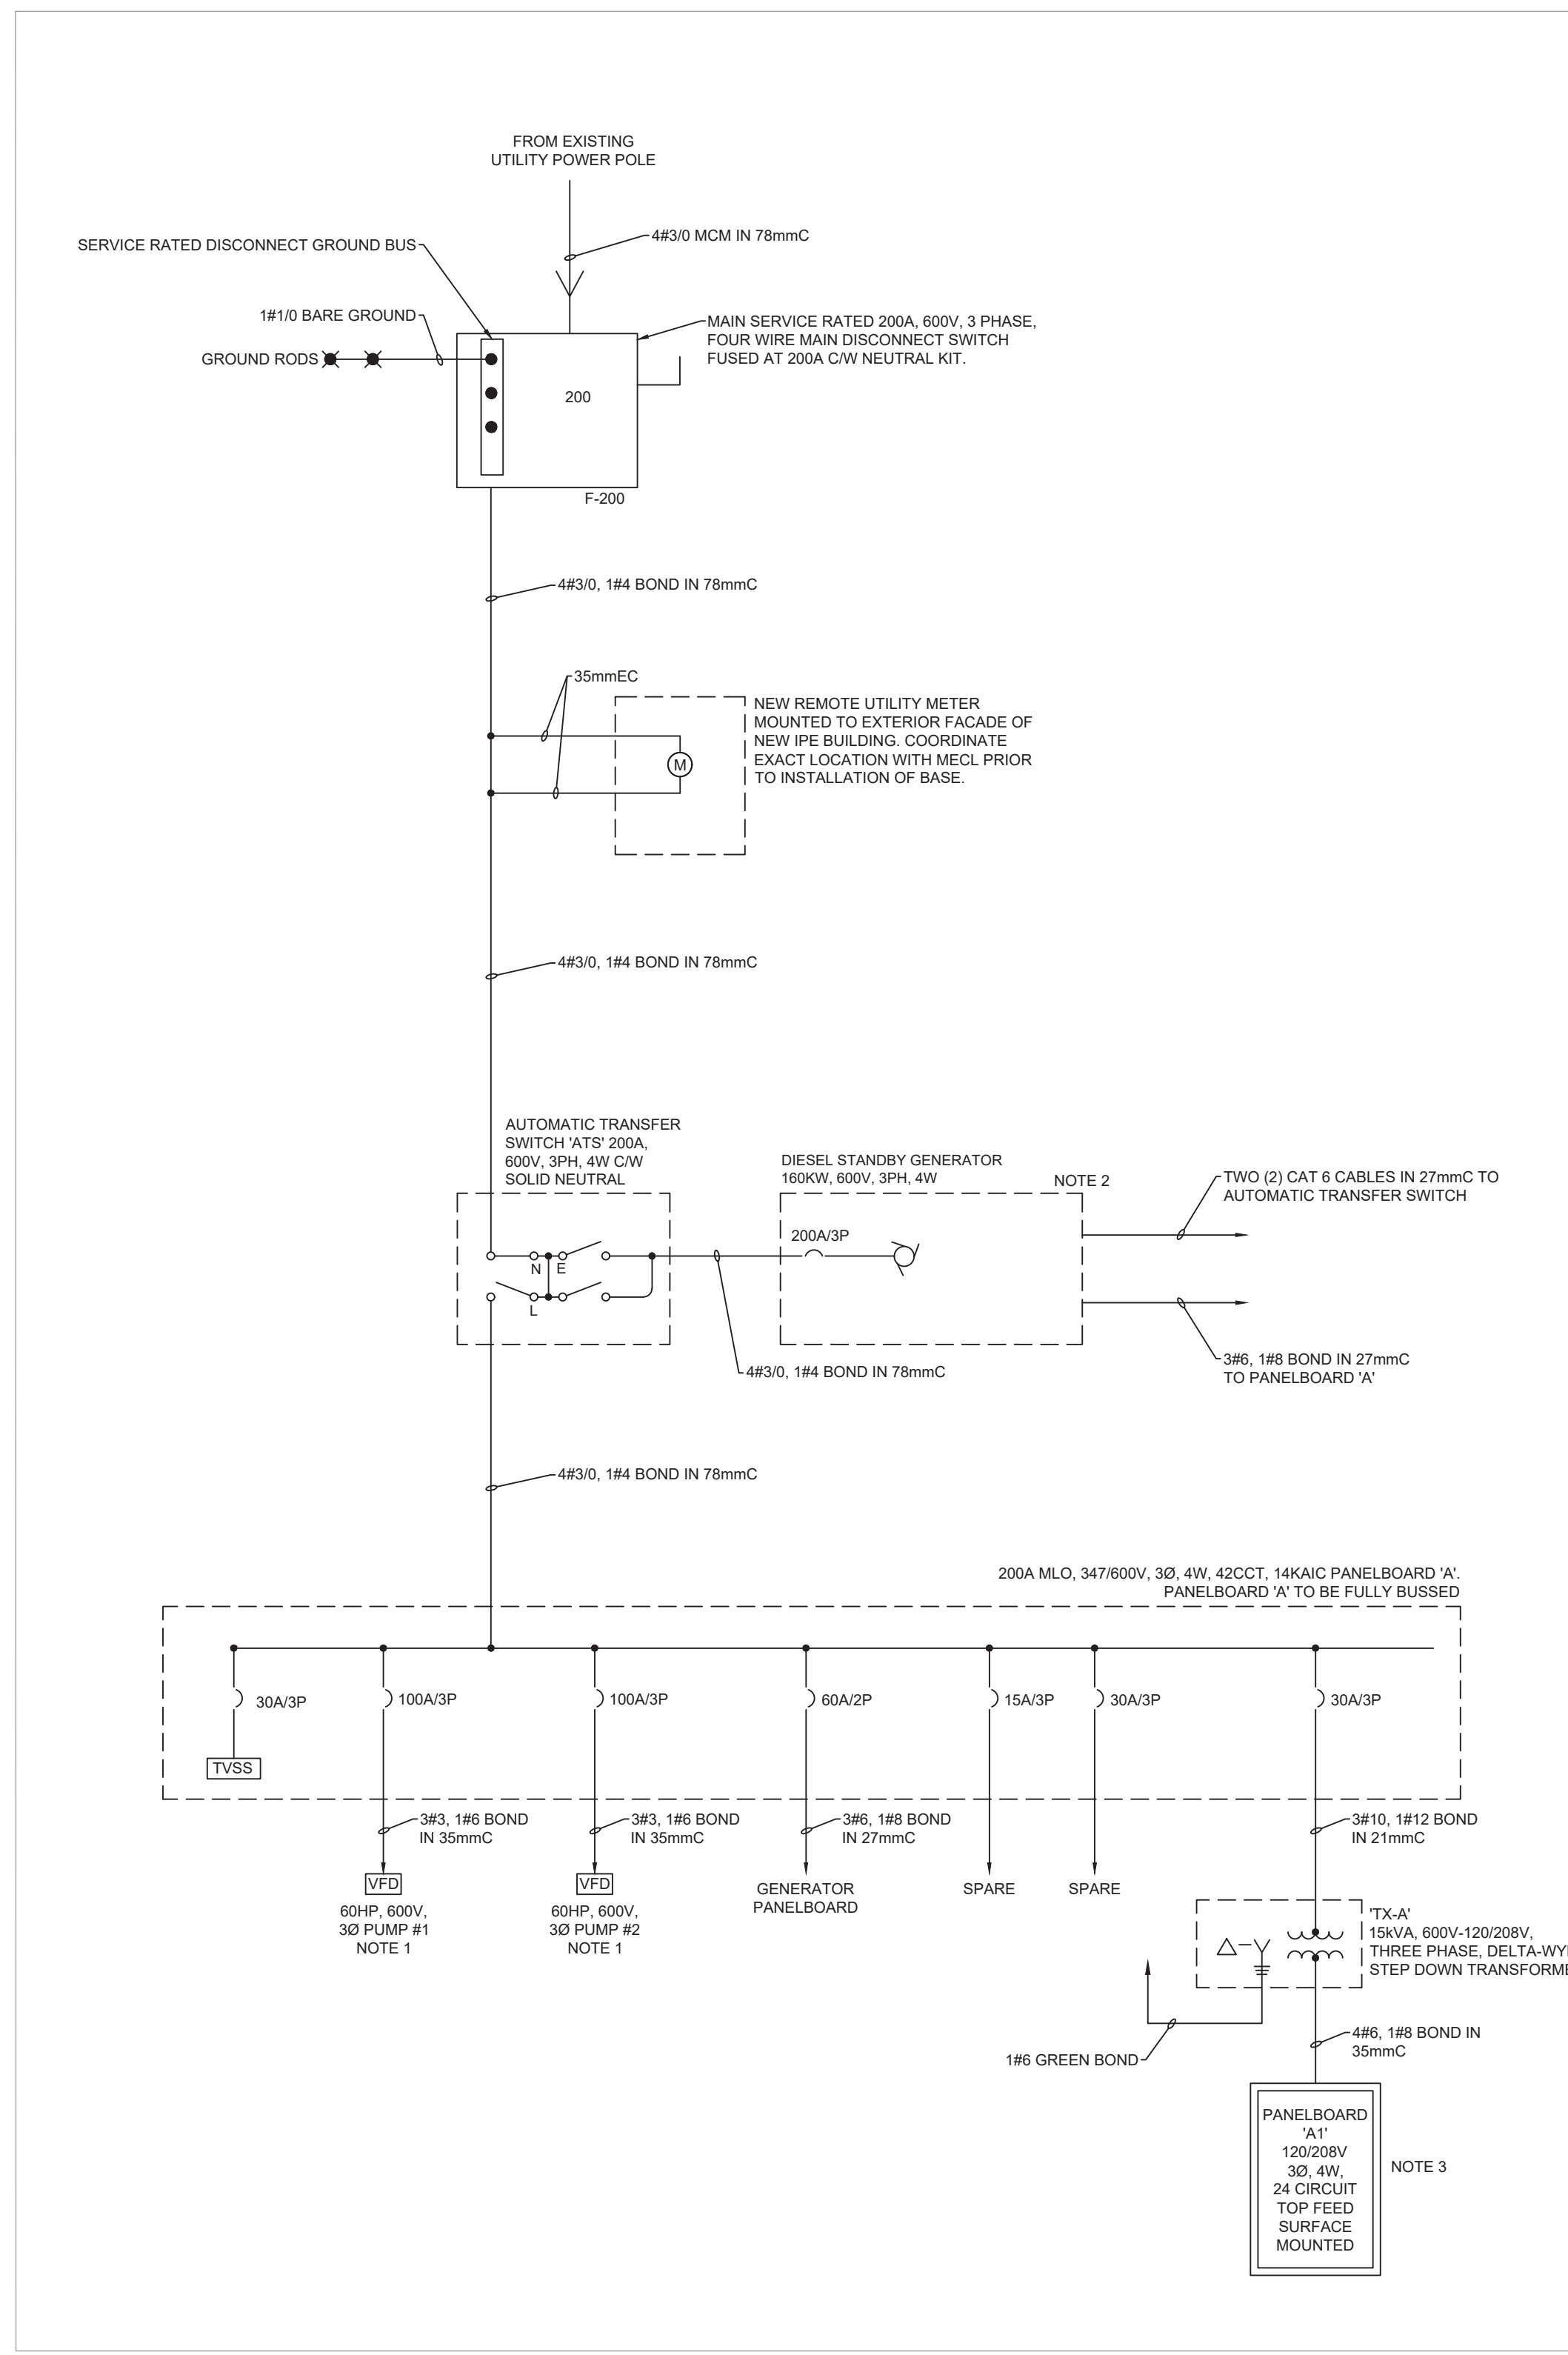 FROM EXISTING
UTILITY POWER POLE
4#3/0 MCM IN 78mmC
SERVICE RATED DISCONNECT GROUND BUS
1#1/0 BARE GROUND
GROUND RODS
MAIN SERVICE RATED 200A, 600V, 3 PHASE,
FOUR WIRE MAIN DISCONNECT SWITCH
FUSED AT 200A C/W NEUTRAL KIT.
200
F-200
4#3/0, 1#4 BOND IN 78mmC
35mmEC
NEW REMOTE UTILITY METER
MOUNTED TO EXTERIOR FACADE OF
NEW IPE BUILDING. COORDINATE
EXACT LOCATION WITH MECL PRIOR
TO INSTALLATION OF BASE.
M
4#3/0, 1#4 BOND IN 78mmC
AUTOMATIC TRANSFER
SWITCH 'ATS' 200A,
600V, 3PH, 4W C/W
SOLID NEUTRAL
N E
L
DIESEL STANDBY GENERATOR
160KW, 600V, 3PH, 4W
NOTE 2
200A/3P
TWO (2) CAT 6 CABLES IN 27mmC TO
AUTOMATIC TRANSFER SWITCH
3#6, 1#8 BOND IN 27mmC
TO PANELBOARD 'A'
4#3/0, 1#4 BOND IN 78mmC
4#3/0, 1#4 BOND IN 78mmC
200A MLO, 347/600V, 3Ø, 4W, 42CCT, 14KAIC PANELBOARD 'A'.
PANELBOARD 'A' TO BE FULLY BUSSED
30A/3P
100A/3P
100A/3P
60A/2P
15A/3P
30A/3P
30A/3P
TVSS
3#3, 1#6 BOND
IN 35mmC
3#3, 1#6 BOND
IN 35mmC
3#6, 1#8 BOND
IN 27mmC
3#10, 1#12 BOND
IN 21mmC
VFD
60HP, 600V,
3Ø PUMP #1
NOTE 1
VFD
60HP, 600V,
3Ø PUMP #2
NOTE 1
GENERATOR
PANELBOARD
SPARE
SPARE
'TX-A'
15kVA, 600V-120/208V,
THREE PHASE, DELTA-WY
STEP DOWN TRANSFORM
1#6 GREEN BOND
4#6, 1#8 BOND IN
35mmC
PANELBOARD
'A1'
120/208V
3Ø, 4W,
24 CIRCUIT
TOP FEED
SURFACE
MOUNTED
NOTE 3